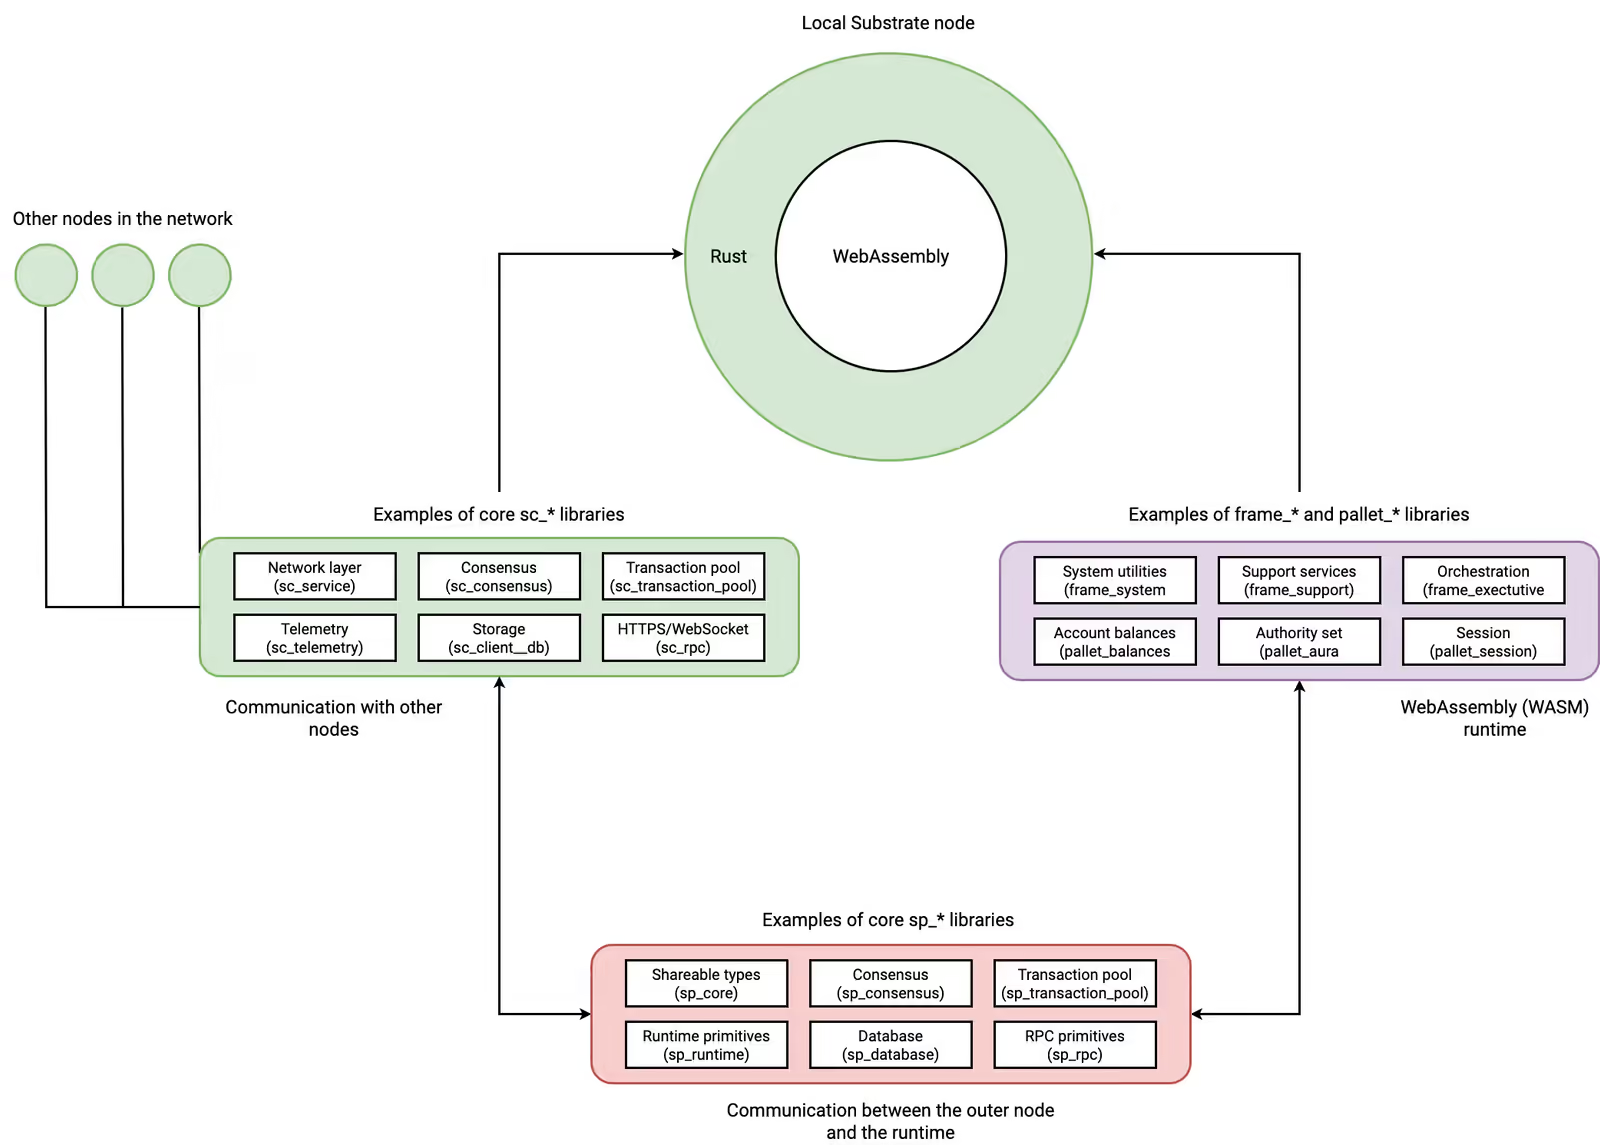 Local Substrate node
Rust
WebAssembly
Other nodes in the network
Examples of core sc_* libraries
Network layer
(sc_service)
Consensus
(sc_consensus)
Transaction pool
(sc_transaction_pool)
Telemetry
(sc_telemetry)
Storage
(sc_client__db)
HTTPS/WebSocket
(sc_rpc)
Communication with other
nodes
Examples of frame_* and pallet_* libraries
System utilities
(frame_system
Support services
(frame_support)
Orchestration
(frame_exectutive
Account balances
(pallet_balances
Authority set
(pallet_aura
Session
(pallet_session)
WebAssembly (WASM)
runtime
Examples of core sp_* libraries
Shareable types
(sp_core)
Consensus
(sp_consensus)
Transaction pool
(sp_transaction_pool)
Runtime primitives
(sp_runtime)
Database
(sp_database)
RPC primitives
(sp_rpc)
Communication between the outer node
and the runtime